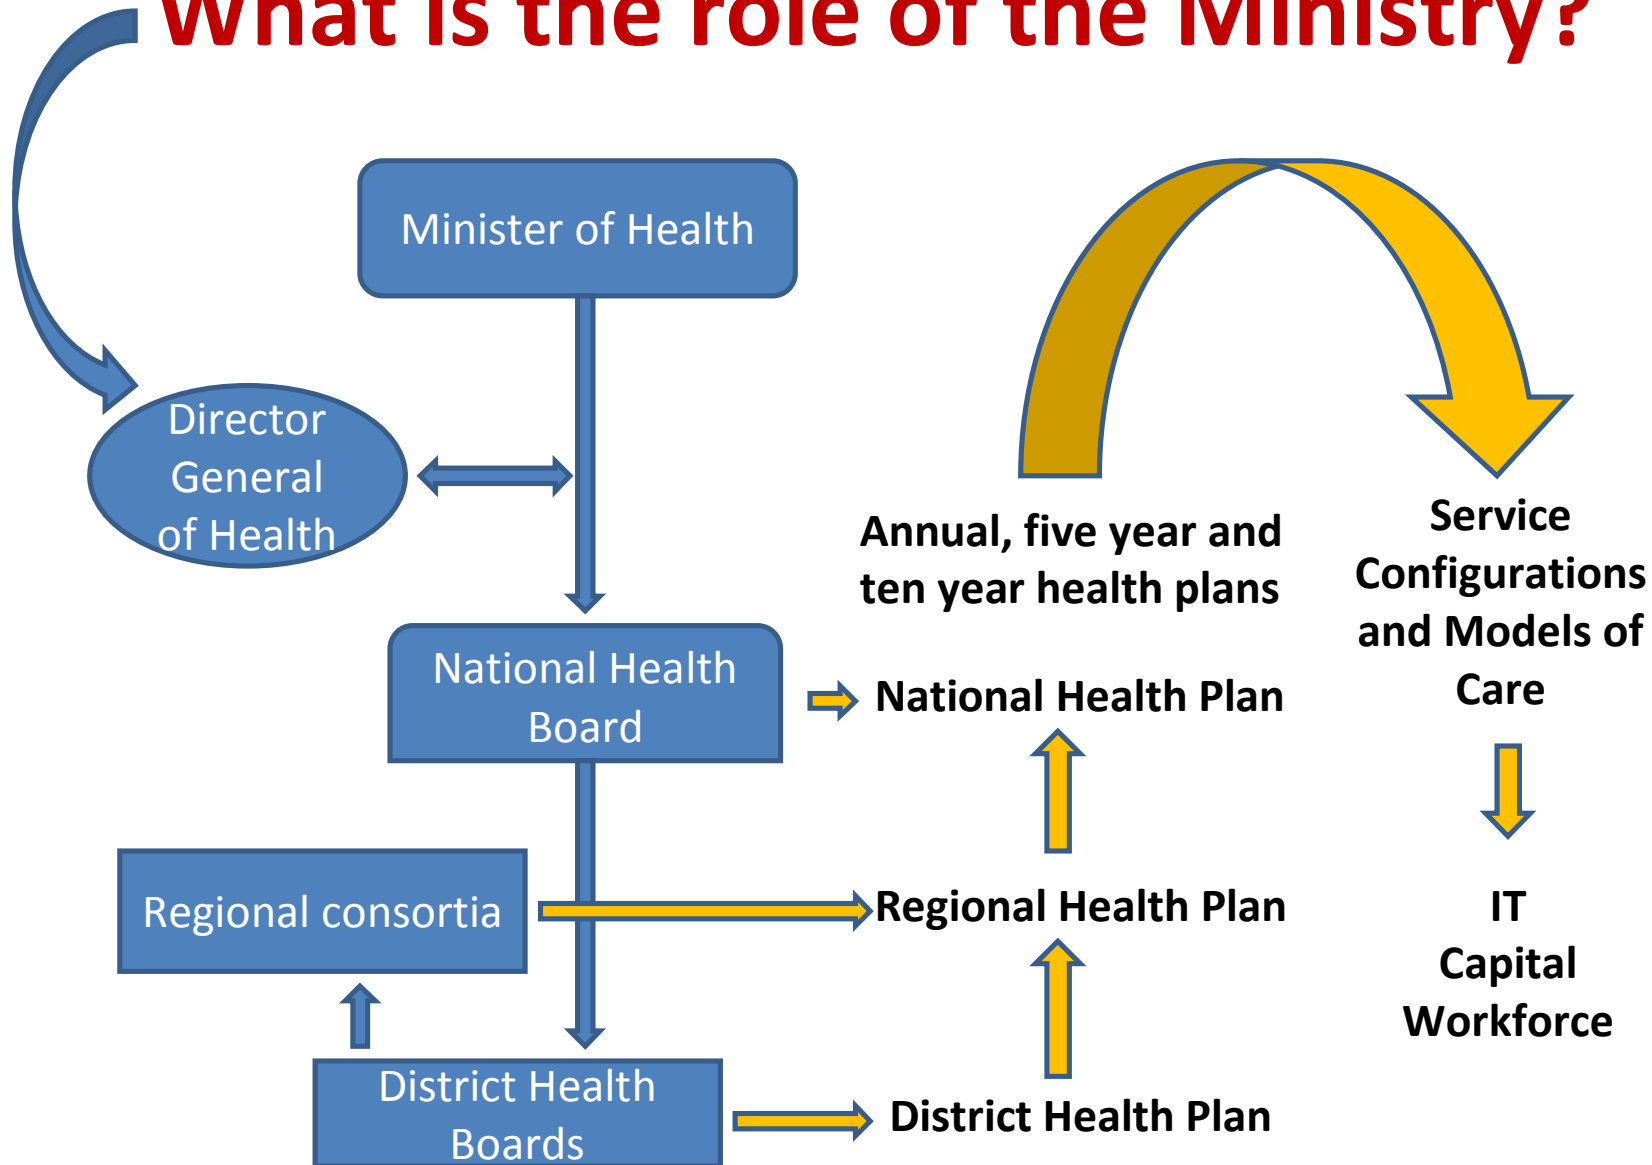 What is the role of the Ministry?
Minister of Health
Director
General
of Health
National Health
Board
Regional consortia
District Health
Boards
Annual, five year and
ten year health plans
National Health Plan
Regional Health Plan
District Health Plan
Service
Configurations
and Models of
Care
IT
Capital
Workforce